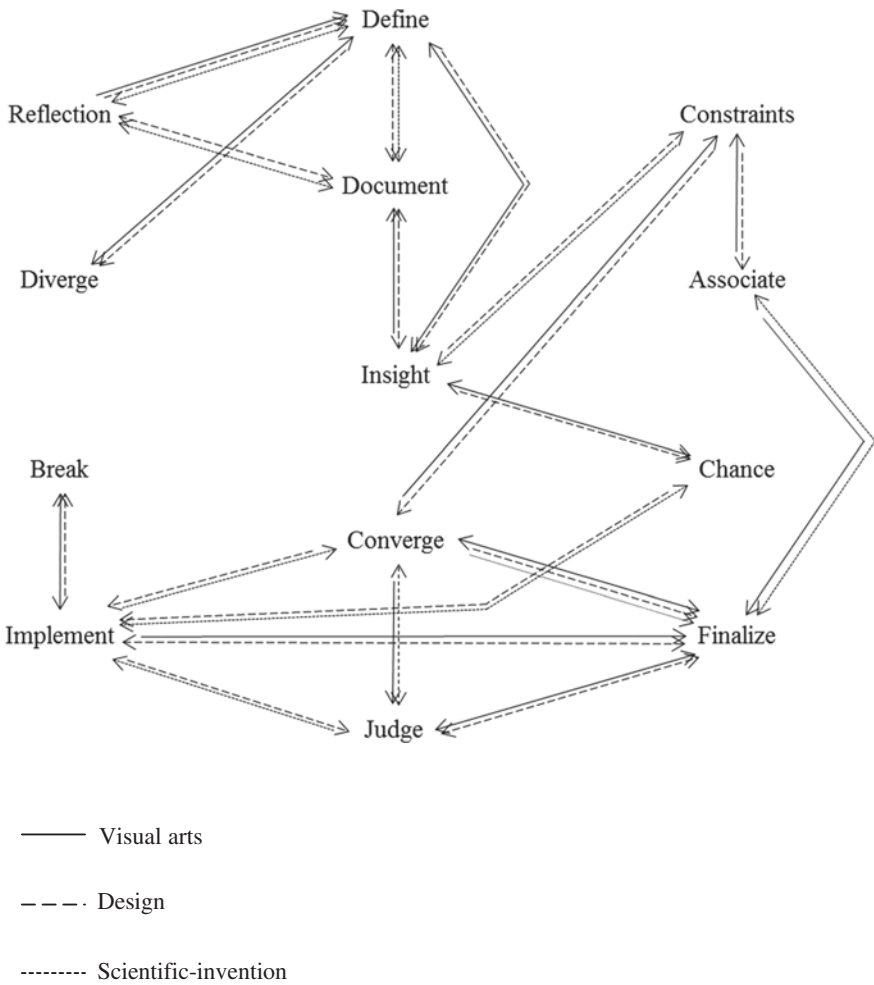 Define
Reflection
Constraints
Document
Diverge
Associate
Insight
Break
Chance
Converge
Implement
Finalize
Judge
Visual arts
Design
Scientific-invention